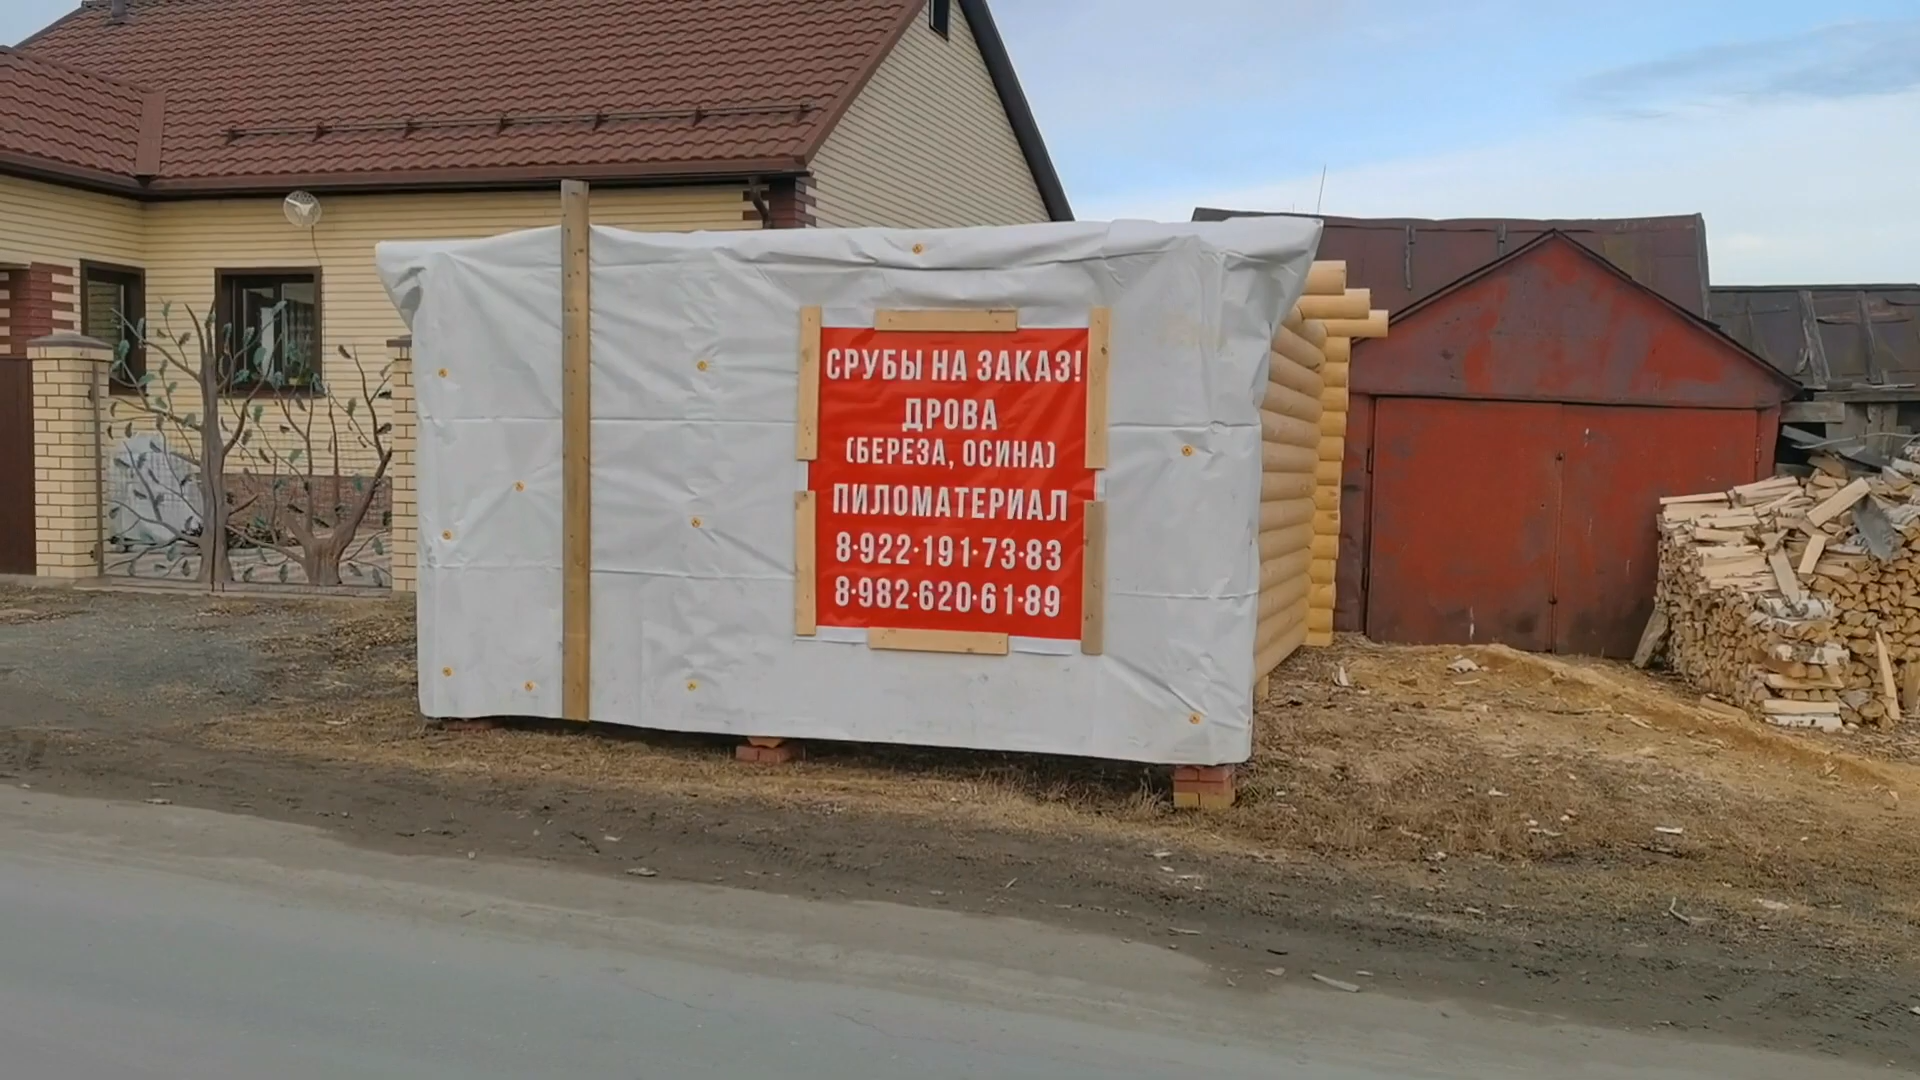 СРУБЫ НА ЗАКАЗ!
ДРОВА
(БЕРЕЗА, ОСИНА)
ПИЛОМАТЕРИАЛ
8·922·191·73·83
8·982·620·61·89